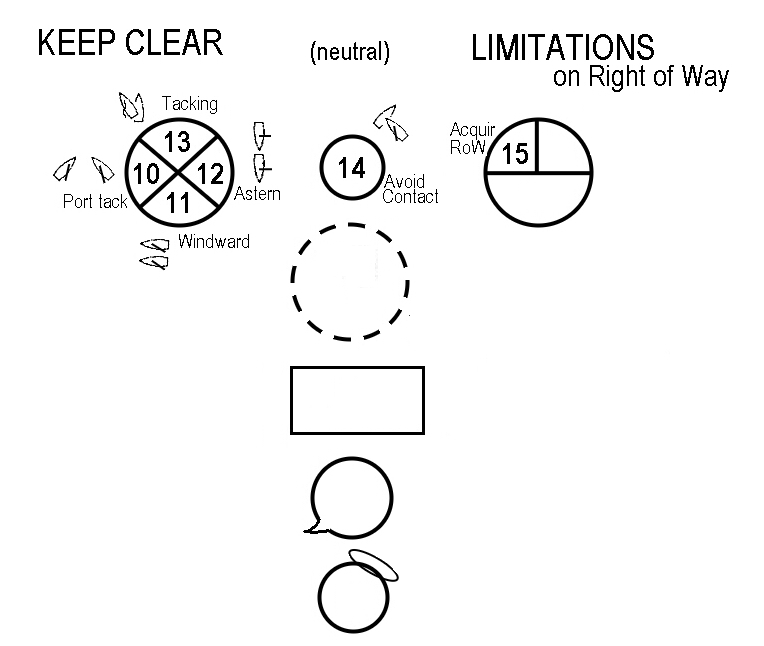 KEEP CLEAR
(neutral)
LIMITATIONS
on Right of Way
Tacking
13
10
12
11
Port tack
Astern
Windward
14
Avoid
Contact
Acquir
RoW
15